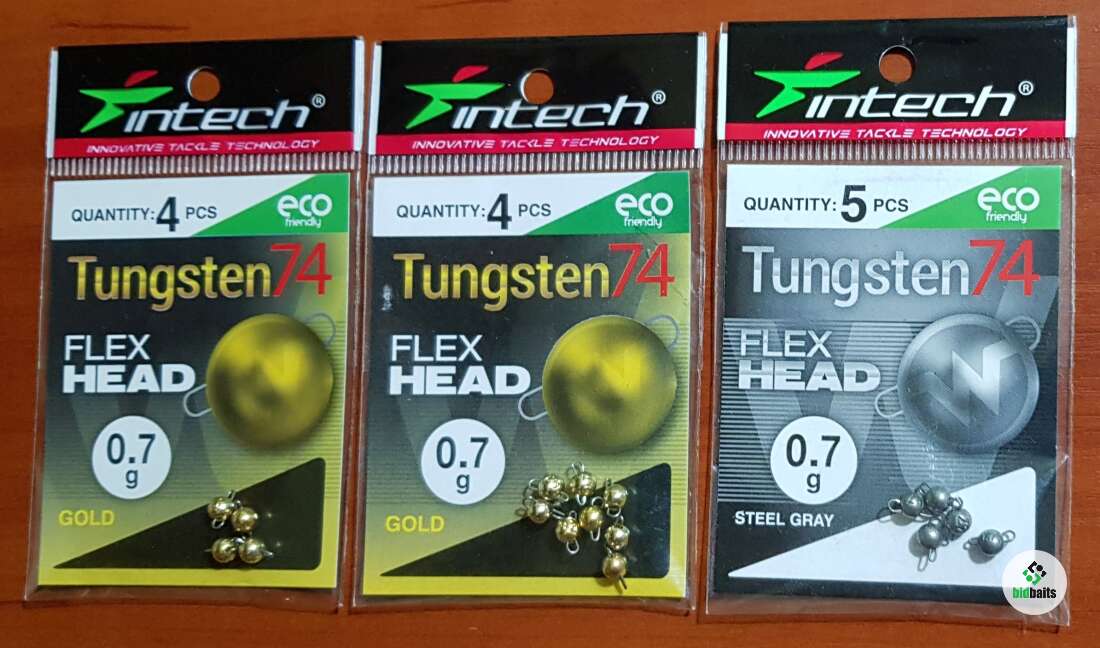 Fintech®
INNOVATIVE TACKLE TECHNOLOGY
QUANTITY: 4 PCS
eco
friendly
Tungsten74
FLEX
HEAD
0.7
g
GOLD
Fintech®
INNOVATIVE TACKLE TECHNOLOGY
QUANTITY: 4 PCS
eco
friendly
Tungsten74
FLEX
HEAD
0.7
g
GOLD
Fintech®
INNOVATIVE TACKLE TECHNOLOGY
QUANTITY: 5 PCS
eco
friendly
Tungsten74
FLEX
HEAD
0.7
g
STEEL GRAY
bidbaits